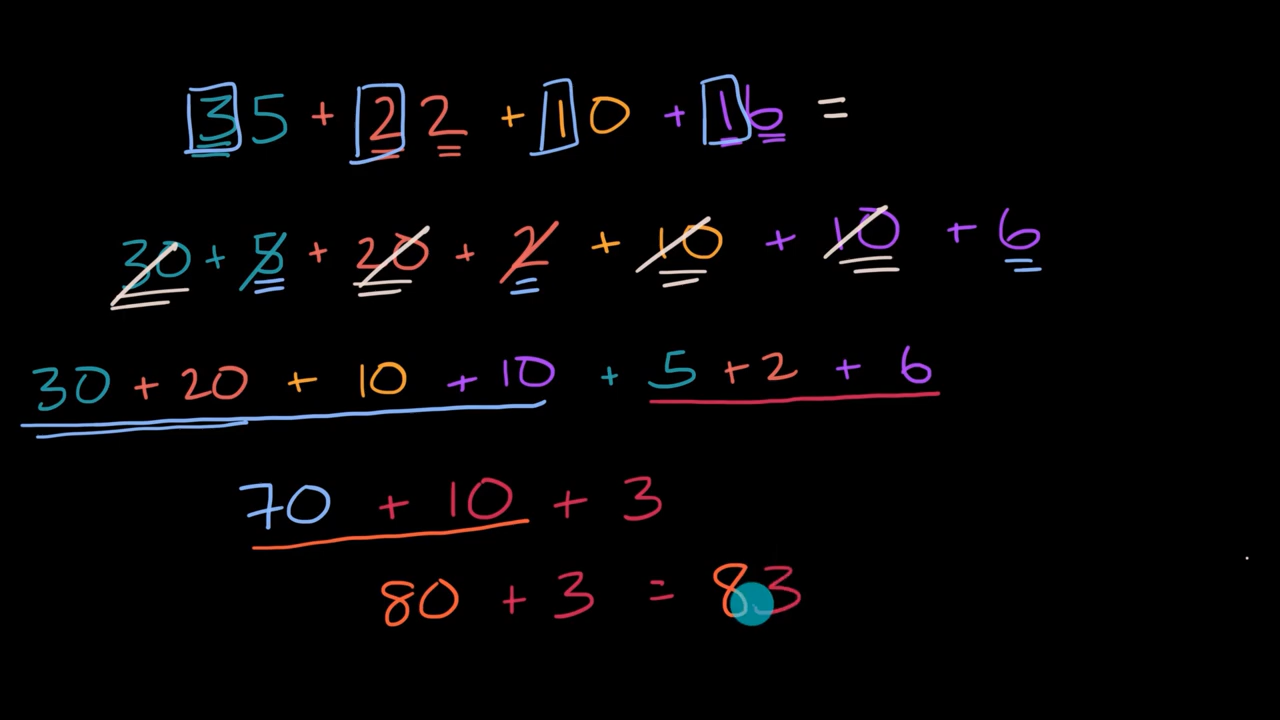 35 + 22 + 10 + 16 =
30 + 5 + 20 + 2 + 10 + 10 + 6
30 + 20 + 10 + 10 + 5 + 2 + 6
70 + 10 + 3
80 + 3 = 83